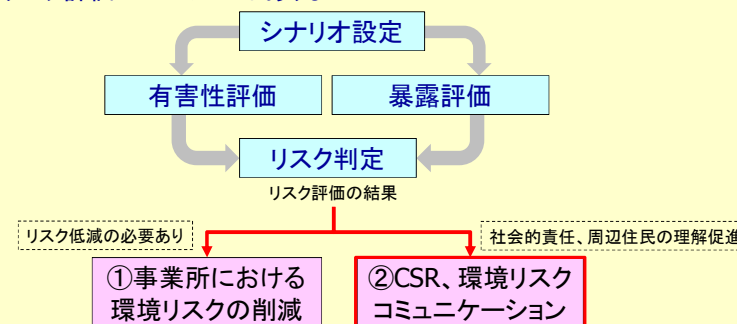 シナリオ設定
有害性評価
暴露評価
リスク判定
リスク評価の結果
リスク低減の必要あり
社会的責任、周辺住民の理解促進
①事業所における
環境リスクの削減
②CSR、環境リスク
コミュニケーション